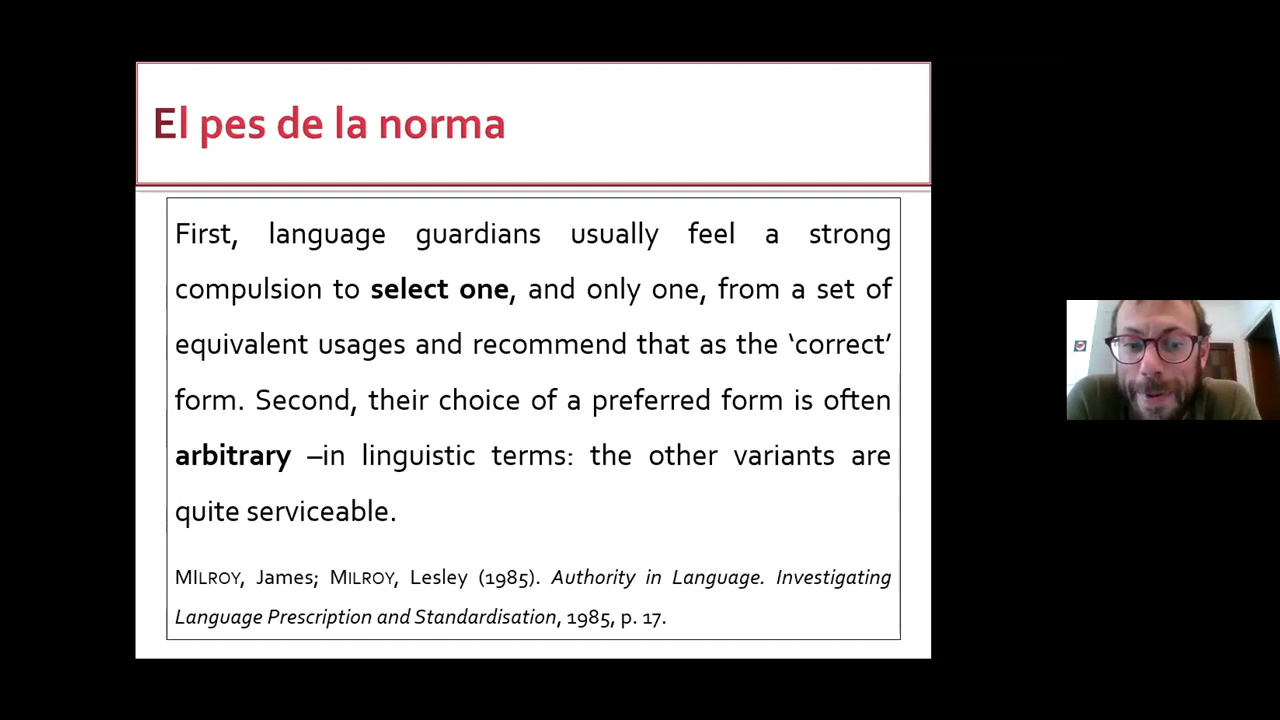 El pes de la norma
First, language guardians usually feel a strong
compulsion to select one, and only one, from a set of
equivalent usages and recommend that as the ‘correct’
form. Second, their choice of a preferred form is often
arbitrary –in linguistic terms: the other variants are
quite serviceable.
MILROY, James; MILROY, Lesley (1985). Authority in Language. Investigating
Language Prescription and Standardisation, 1985, p. 17.